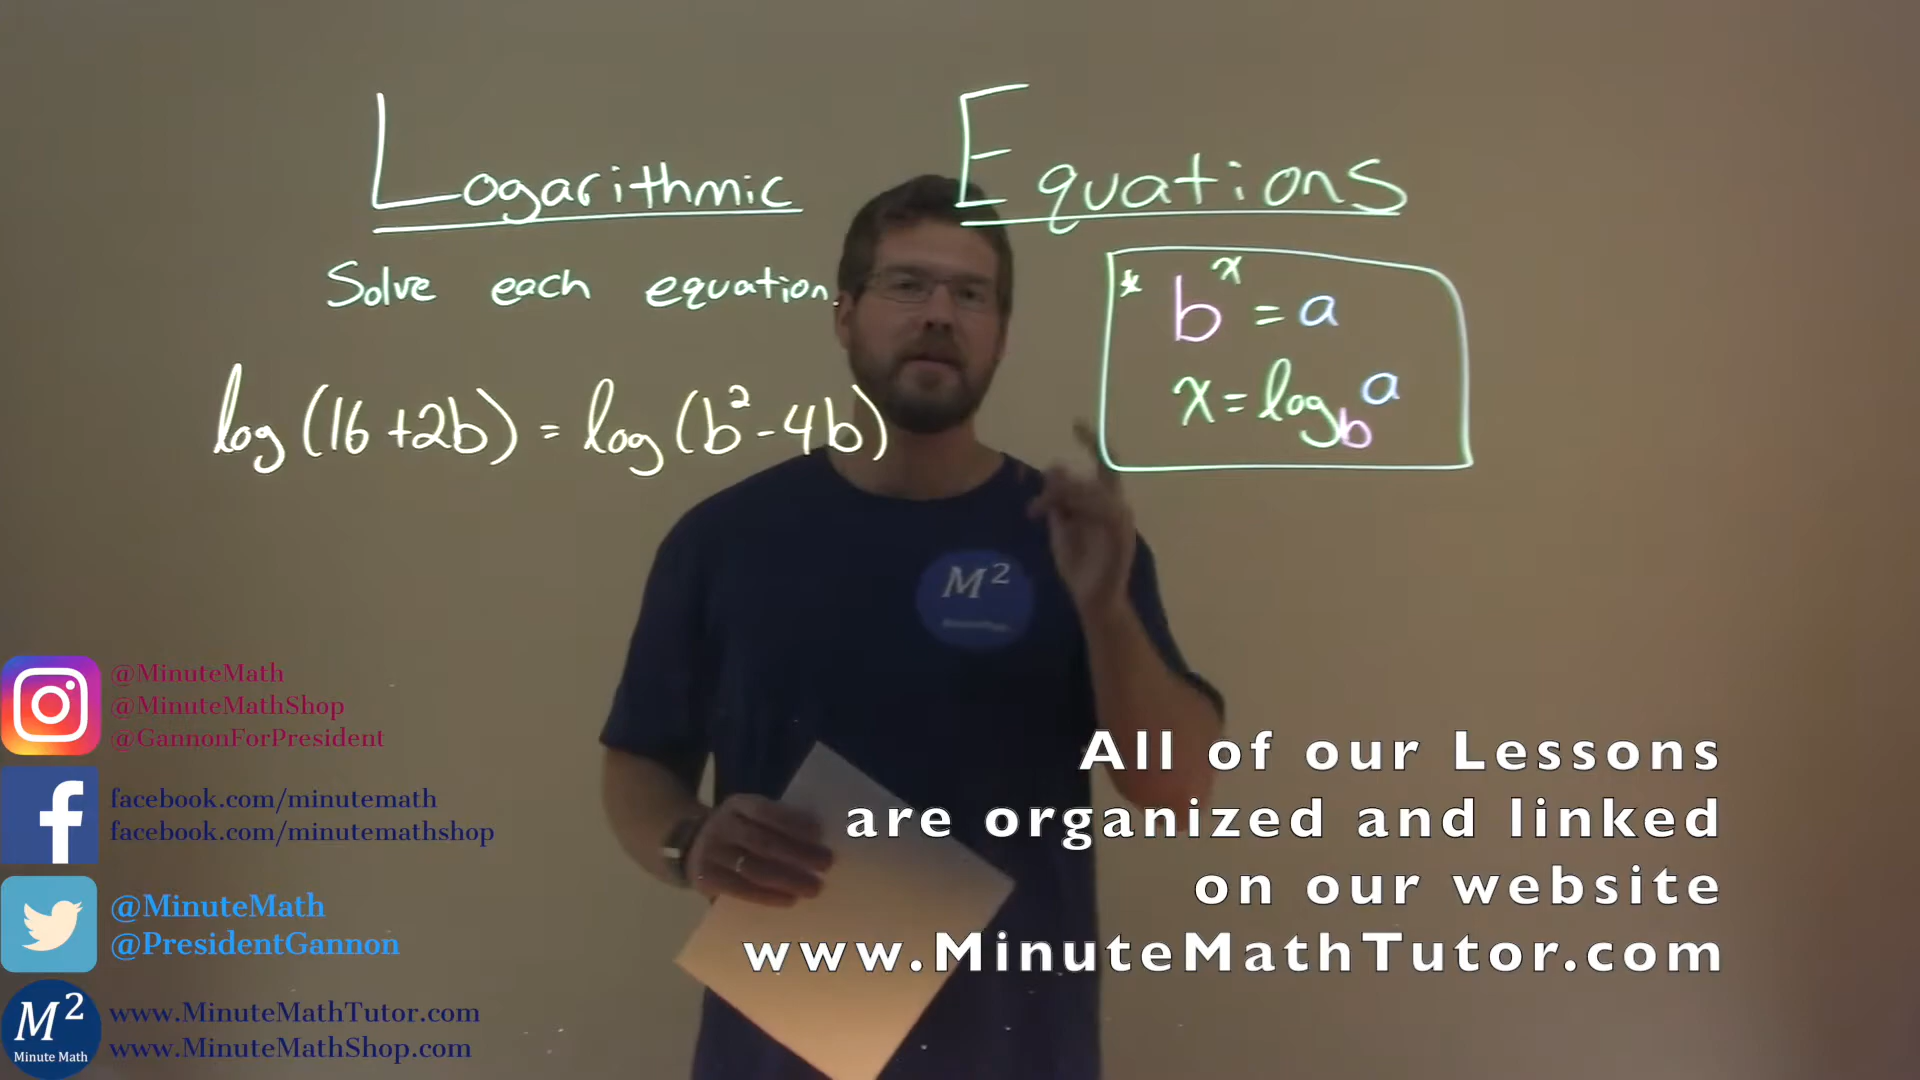 Logarithmic Equations
Solve each equation.
* b^x = a
x = log_b a
log(16+2b) = log(b²-4b)
M²
@MinuteMath
@MinuteMathShop
@GannonForPresident
facebook.com/minutemath
facebook.com/minutemathshop
@MinuteMath
@PresidentGannon
M²
Minute Math
www.MinuteMathTutor.com
www.MinuteMathShop.com
All of our Lessons
are organized and linked
on our website
www.MinuteMathTutor.com